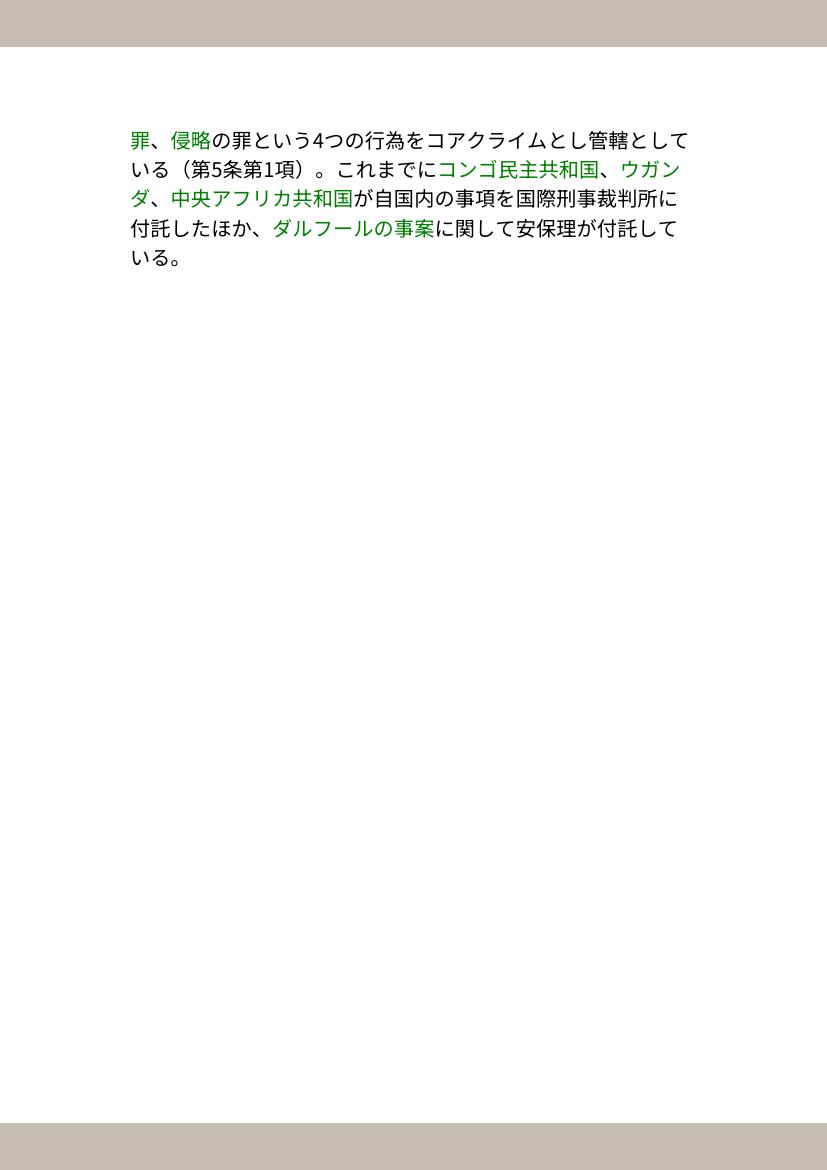 罪、侵略の罪という4つの行為をコアクライムとし管轄として
いる（第5条第1項）。これまでにコンゴ民主共和国、ウガン
ダ、中央アフリカ共和国が自国内の事項を国際刑事裁判所に
付託したほか、ダルフールの事案に関して安保理が付託して
いる。